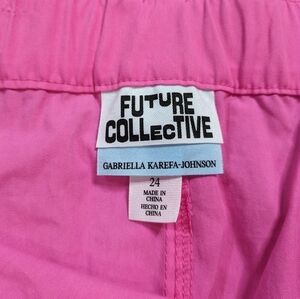 FUTURE
COLLECTIVE
GABRIELLA KAREFA-JOHNSON
24
MADE IN
CHINA
HECHO EN
CHINA